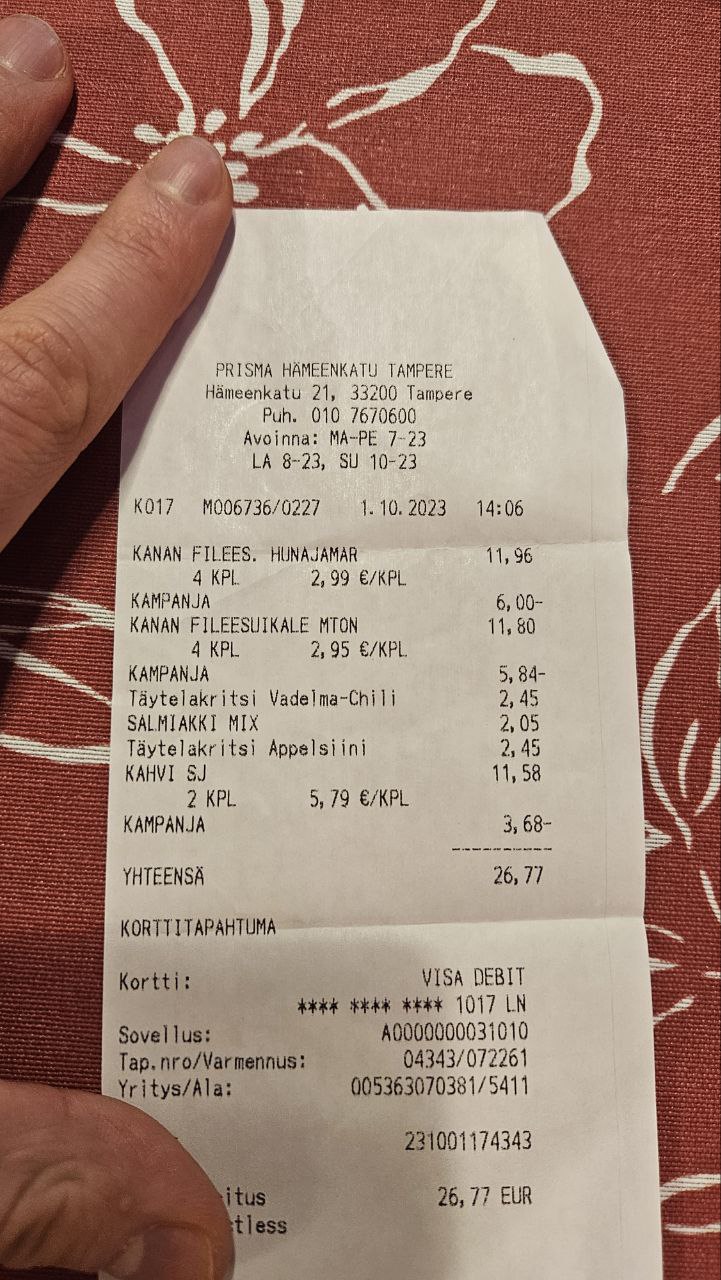 PRISMA HÄMEENKATU TAMPERE
Hämeenkatu 21, 33200 Tampere
Puh. 010 7670600
Avoinna: MA-PE 7-23
LA 8-23, SU 10-23
K017 M006736/0227 1.10.2023 14:06
KANAN FILEES. HUNAJAMAR 11,96
4 KPL 2,99 €/KPL
KAMPANJA 6,00-
KANAN FILEESUIKALE MTON 11,80
4 KPL 2,95 €/KPL
KAMPANJA 5,84-
Täytelakritsi Vadelma-Chili 2,45
SALMIAKKI MIX 2,05
Täytelakritsi Appelsiini 2,45
KAHVI SJ 11,58
2 KPL 5,79 €/KPL
KAMPANJA 3,68-
----------
YHTEENSÄ 26,77
KORTTITAPAHTUMA
Kortti: VISA DEBIT
**** **** **** 1017 LN
Sovellus: A0000000031010
Tap.nro/Varmennus: 04343/072261
Yritys/Ala: 005363070381/5411
231001174343
itus 26,77 EUR
tless